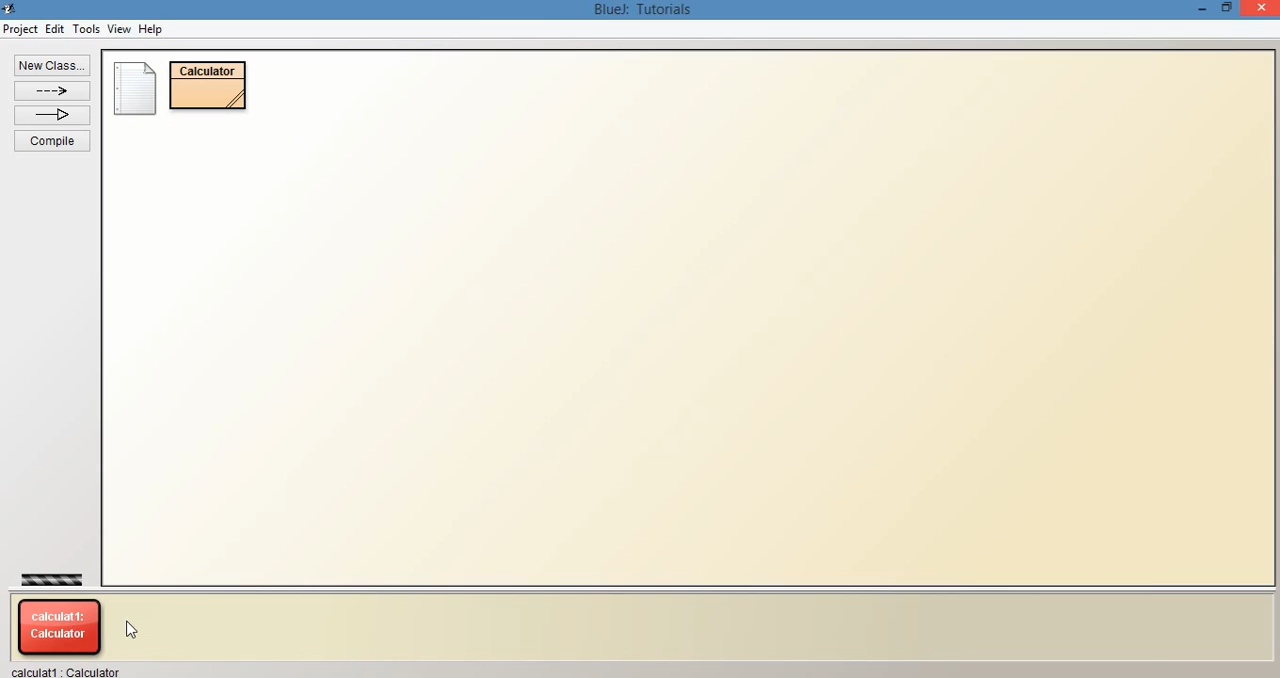 BlueJ: Tutorials
Project Edit Tools View Help
New Class...
Calculator
Compile
calculat1:
Calculator
calculat1 : Calculator